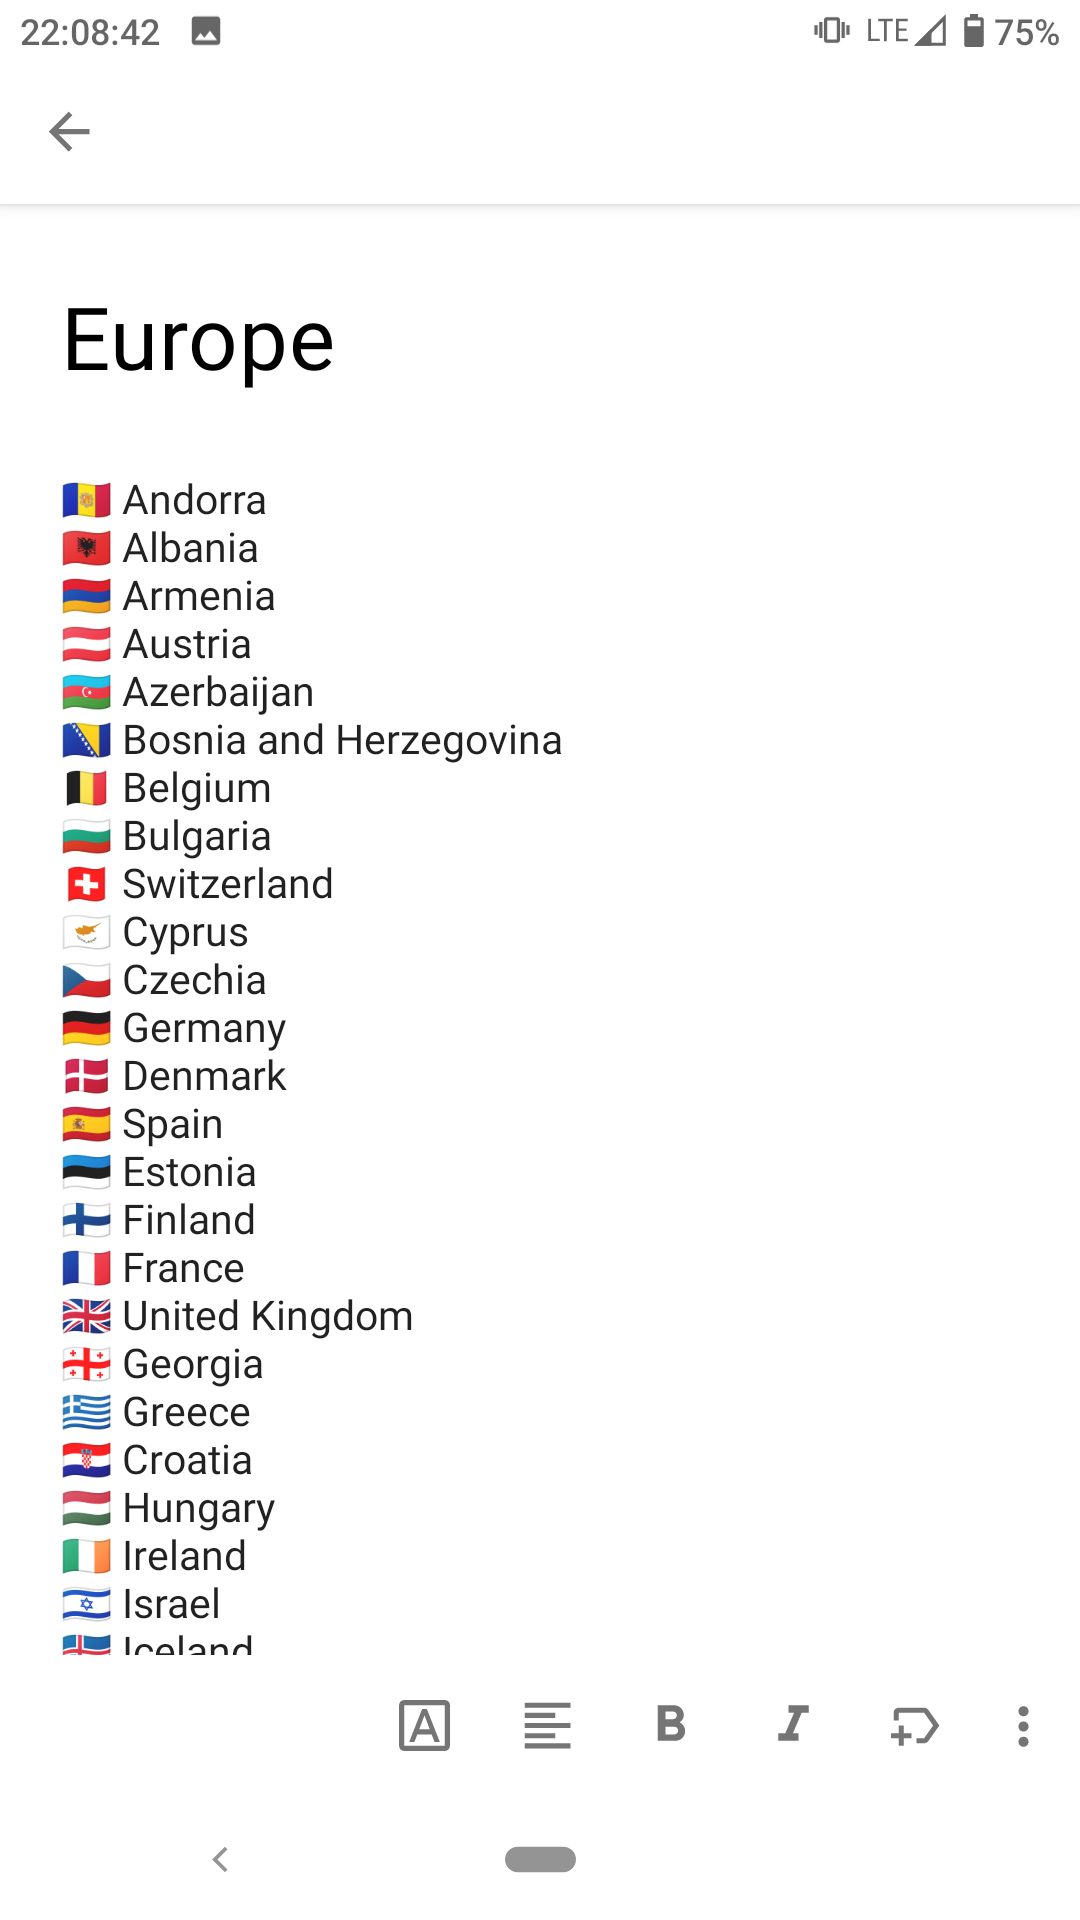 22:08:42 LTE 75%
Europe
🇦🇩 Andorra
🇦🇱 Albania
🇦🇲 Armenia
🇦🇹 Austria
🇦🇿 Azerbaijan
🇧🇦 Bosnia and Herzegovina
🇧🇪 Belgium
🇧🇬 Bulgaria
🇨🇭 Switzerland
🇨🇾 Cyprus
🇨🇿 Czechia
🇩🇪 Germany
🇩🇰 Denmark
🇪🇸 Spain
🇪🇪 Estonia
🇫🇮 Finland
🇫🇷 France
🇬🇧 United Kingdom
🇬🇪 Georgia
🇬🇷 Greece
🇭🇷 Croatia
🇭🇺 Hungary
🇮🇪 Ireland
🇮🇱 Israel
🇮🇸 Iceland
A B I